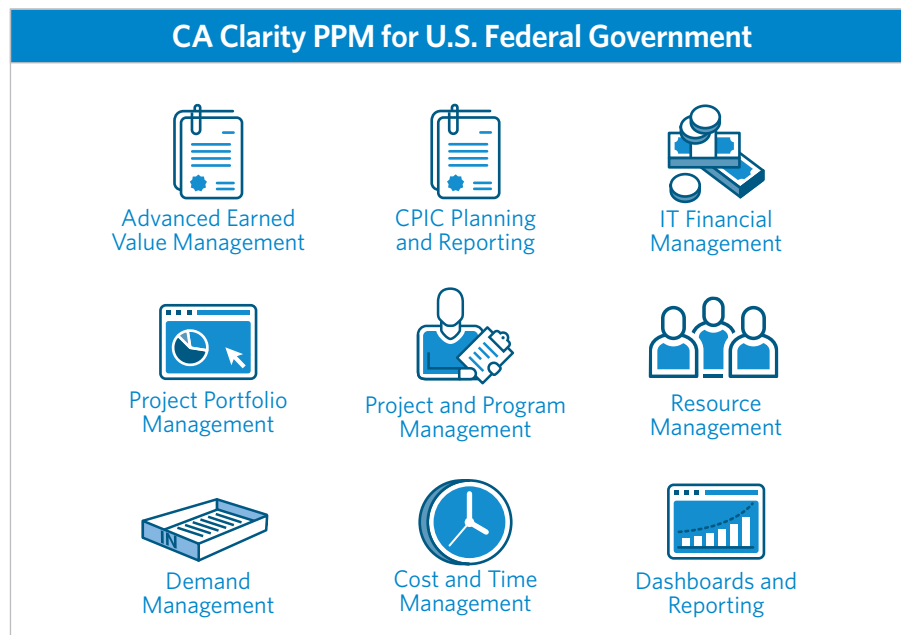 CA Clarity PPM for U.S. Federal Government
Advanced Earned
Value Management
CPIC Planning
and Reporting
IT Financial
Management
Project Portfolio
Management
Project and Program
Management
Resource
Management
IN
Demand
Management
Cost and Time
Management
Dashboards and
Reporting